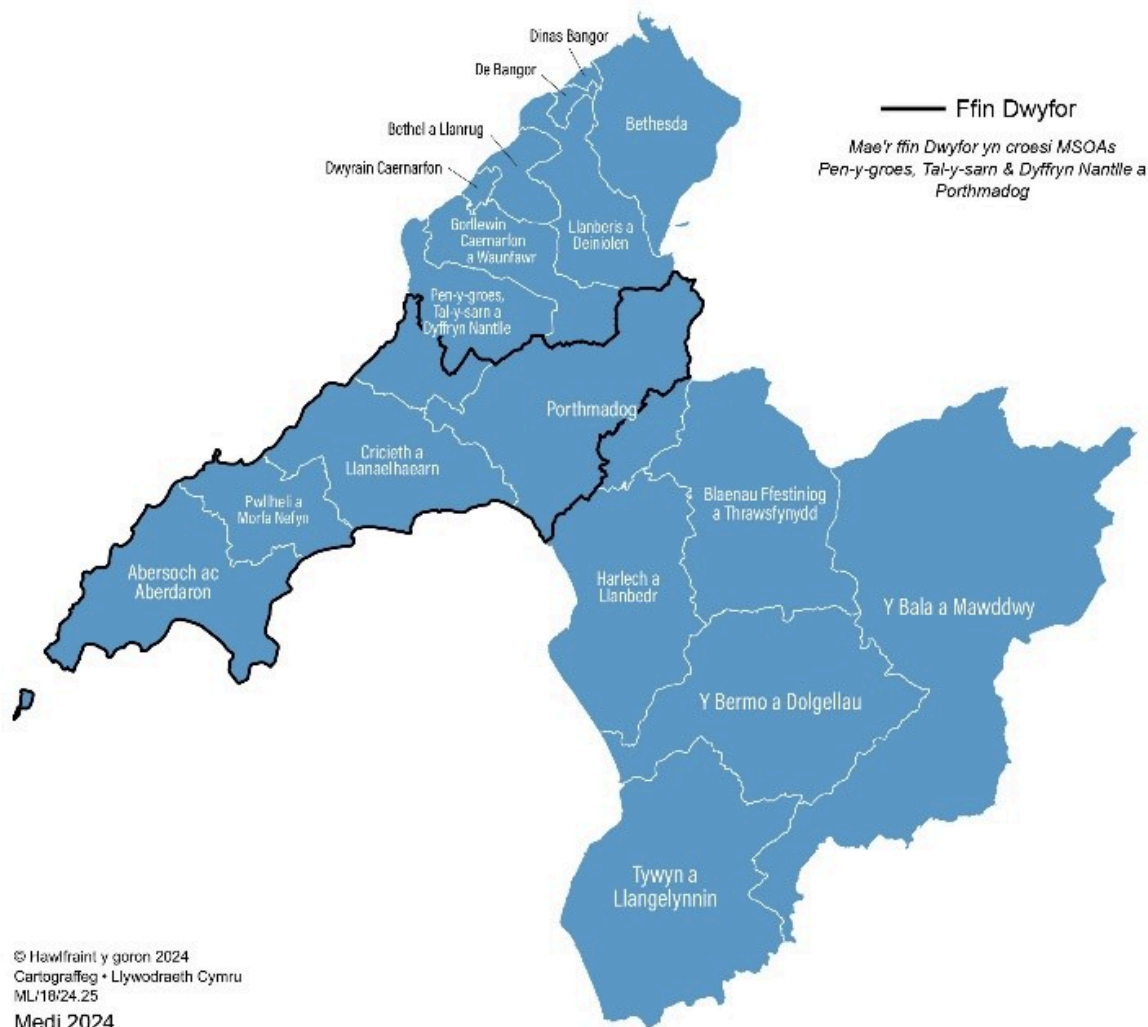 Dinas Bangor
De Bangor
Bethesda
Bethel a Llanrug
Dwyrain Caernarfon
Gorllewin
Caernarfon
a Waunfawr
Llanberis a
Deiniolen
Pen-y-groes,
Tal-y-sarn a
Dyffryn Nantlle
Porthmadog
Cricieth a
Llanaelhaearn
Pwllheli a
Morfa Nefyn
Abersoch ac
Aberdaron
Blaenau Ffestiniog
a Thrawsfynydd
Harlech a
Llanbedr
Y Bala a Mawddwy
Y Bermo a Dolgellau
Tywyn a
Llangelynnin
Ffin Dwyfor
Mae'r ffin Dwyfor yn croesi MSOAs
Pen-y-groes, Tal-y-sarn & Dyffryn Nantlle a
Porthmadog
© Hawlfraint y goron 2024
Cartograffeg • Llywodraeth Cymru
ML/18/24.25
Medi 2024